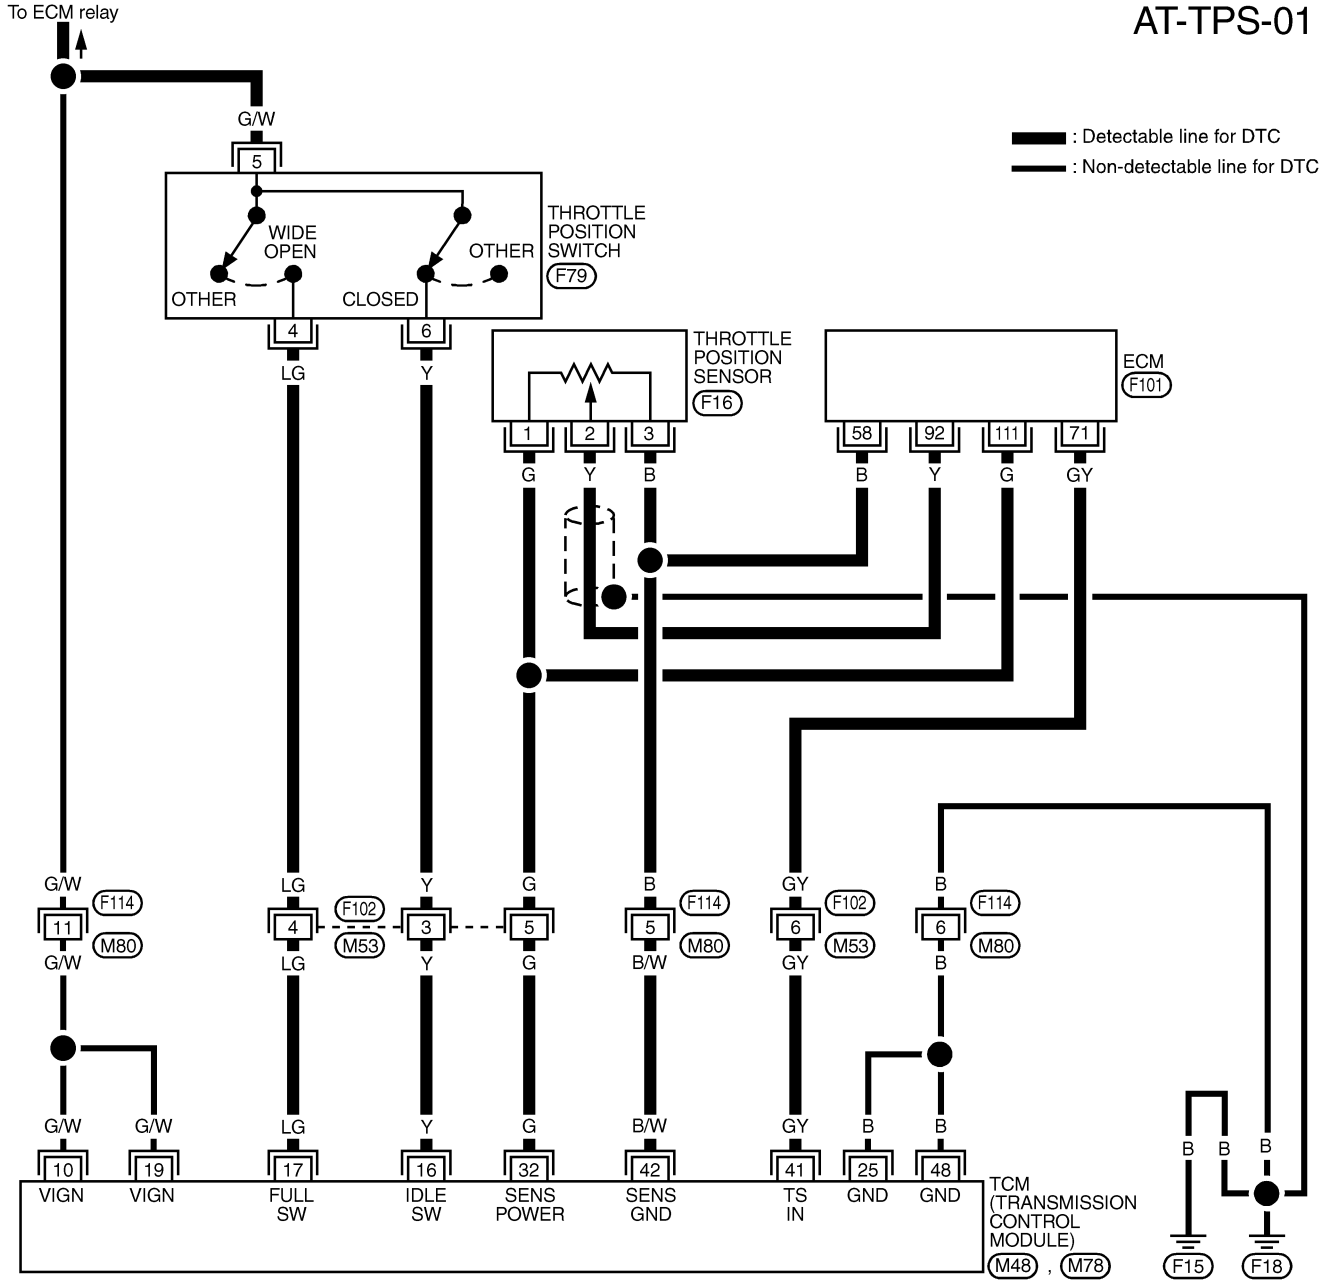 To ECM relay
AT-TPS-01
: Detectable line for DTC
: Non-detectable line for DTC
G/W
5
WIDE
OPEN
OTHER
OTHER
CLOSED
THROTTLE
POSITION
SWITCH
F79
4
6
LG
Y
THROTTLE
POSITION
SENSOR
F16
ECM
F101
1
2
3
58
92
111
71
G
Y
B
B
Y
G
GY
G/W
LG
Y
G
B
GY
B
F114
F102
F114
F102
F114
11
4
3
5
5
6
6
M80
M53
M80
M53
M80
G/W
LG
Y
G
B/W
GY
B
G/W
G/W
LG
Y
G
B/W
GY
B
B
B
B
B
10
19
17
16
32
42
41
25
48
VIGN
VIGN
FULL
SW
IDLE
SW
SENS
POWER
SENS
GND
TS
IN
GND
GND
TCM
(TRANSMISSION
CONTROL
MODULE)
M48 , M78
F15
F18